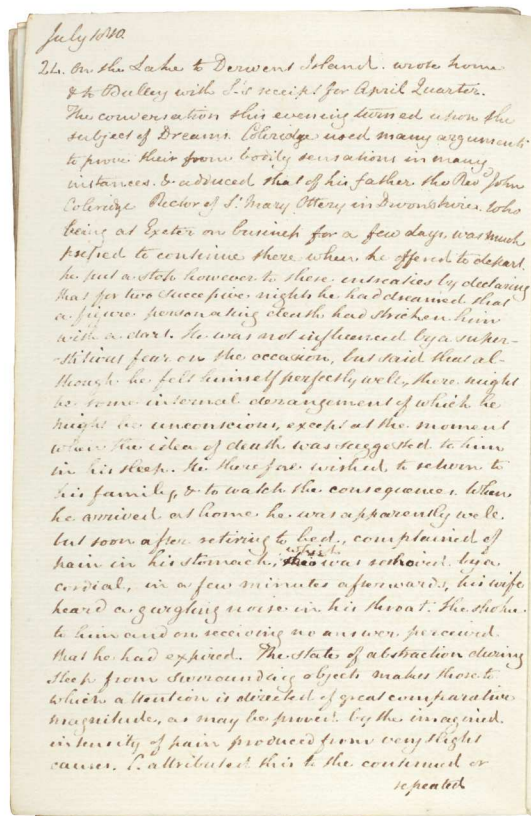 July 1840
24. On the Lake to Derwent Island. wrote home
& to Bulley with S's receipt for April Quarter.
The conversation this evening turned upon the
subject of Dreams. Coleridge used many arguments
to prove their from bodily sensations in many
instances. & adduced that of his father the Rev John
Coleridge Rector of St Mary Ottery in Devonshire. Who
being at Exeter on business for a few days was much
pressed to continue there when he offered to depart
he put a stop however to these intreaties by declaring
that for two successive nights he had dreamed that
a figure personating death had stricken him
with a dart. He was not influenced by a super-
stitious fear on the occasion, but said that al-
though he felt himself perfectly well, there might
be some internal derangement of which he
might be unconscious, except at the moment
when the idea of death was suggested to him
in his sleep. He therefore wished to return to
his family, & to watch the consequence. When
he arrived at home he was apparently well.
but soon after retiring to bed, complained of
pain in his stomach, which was relieved by a
cordial, in a few minutes afterwards, his wife
heard a gurgling noise in his throat. She spoke
to him and on receiving no answer perceived
that he had expired. The state of abstraction during
sleep from surrounding objects makes those to
which attention is directed of great comparative
magnitude, as may be proved by the imagined
intensity of pain produced from very slight
causes. C. attributed this to the continued or
repeated